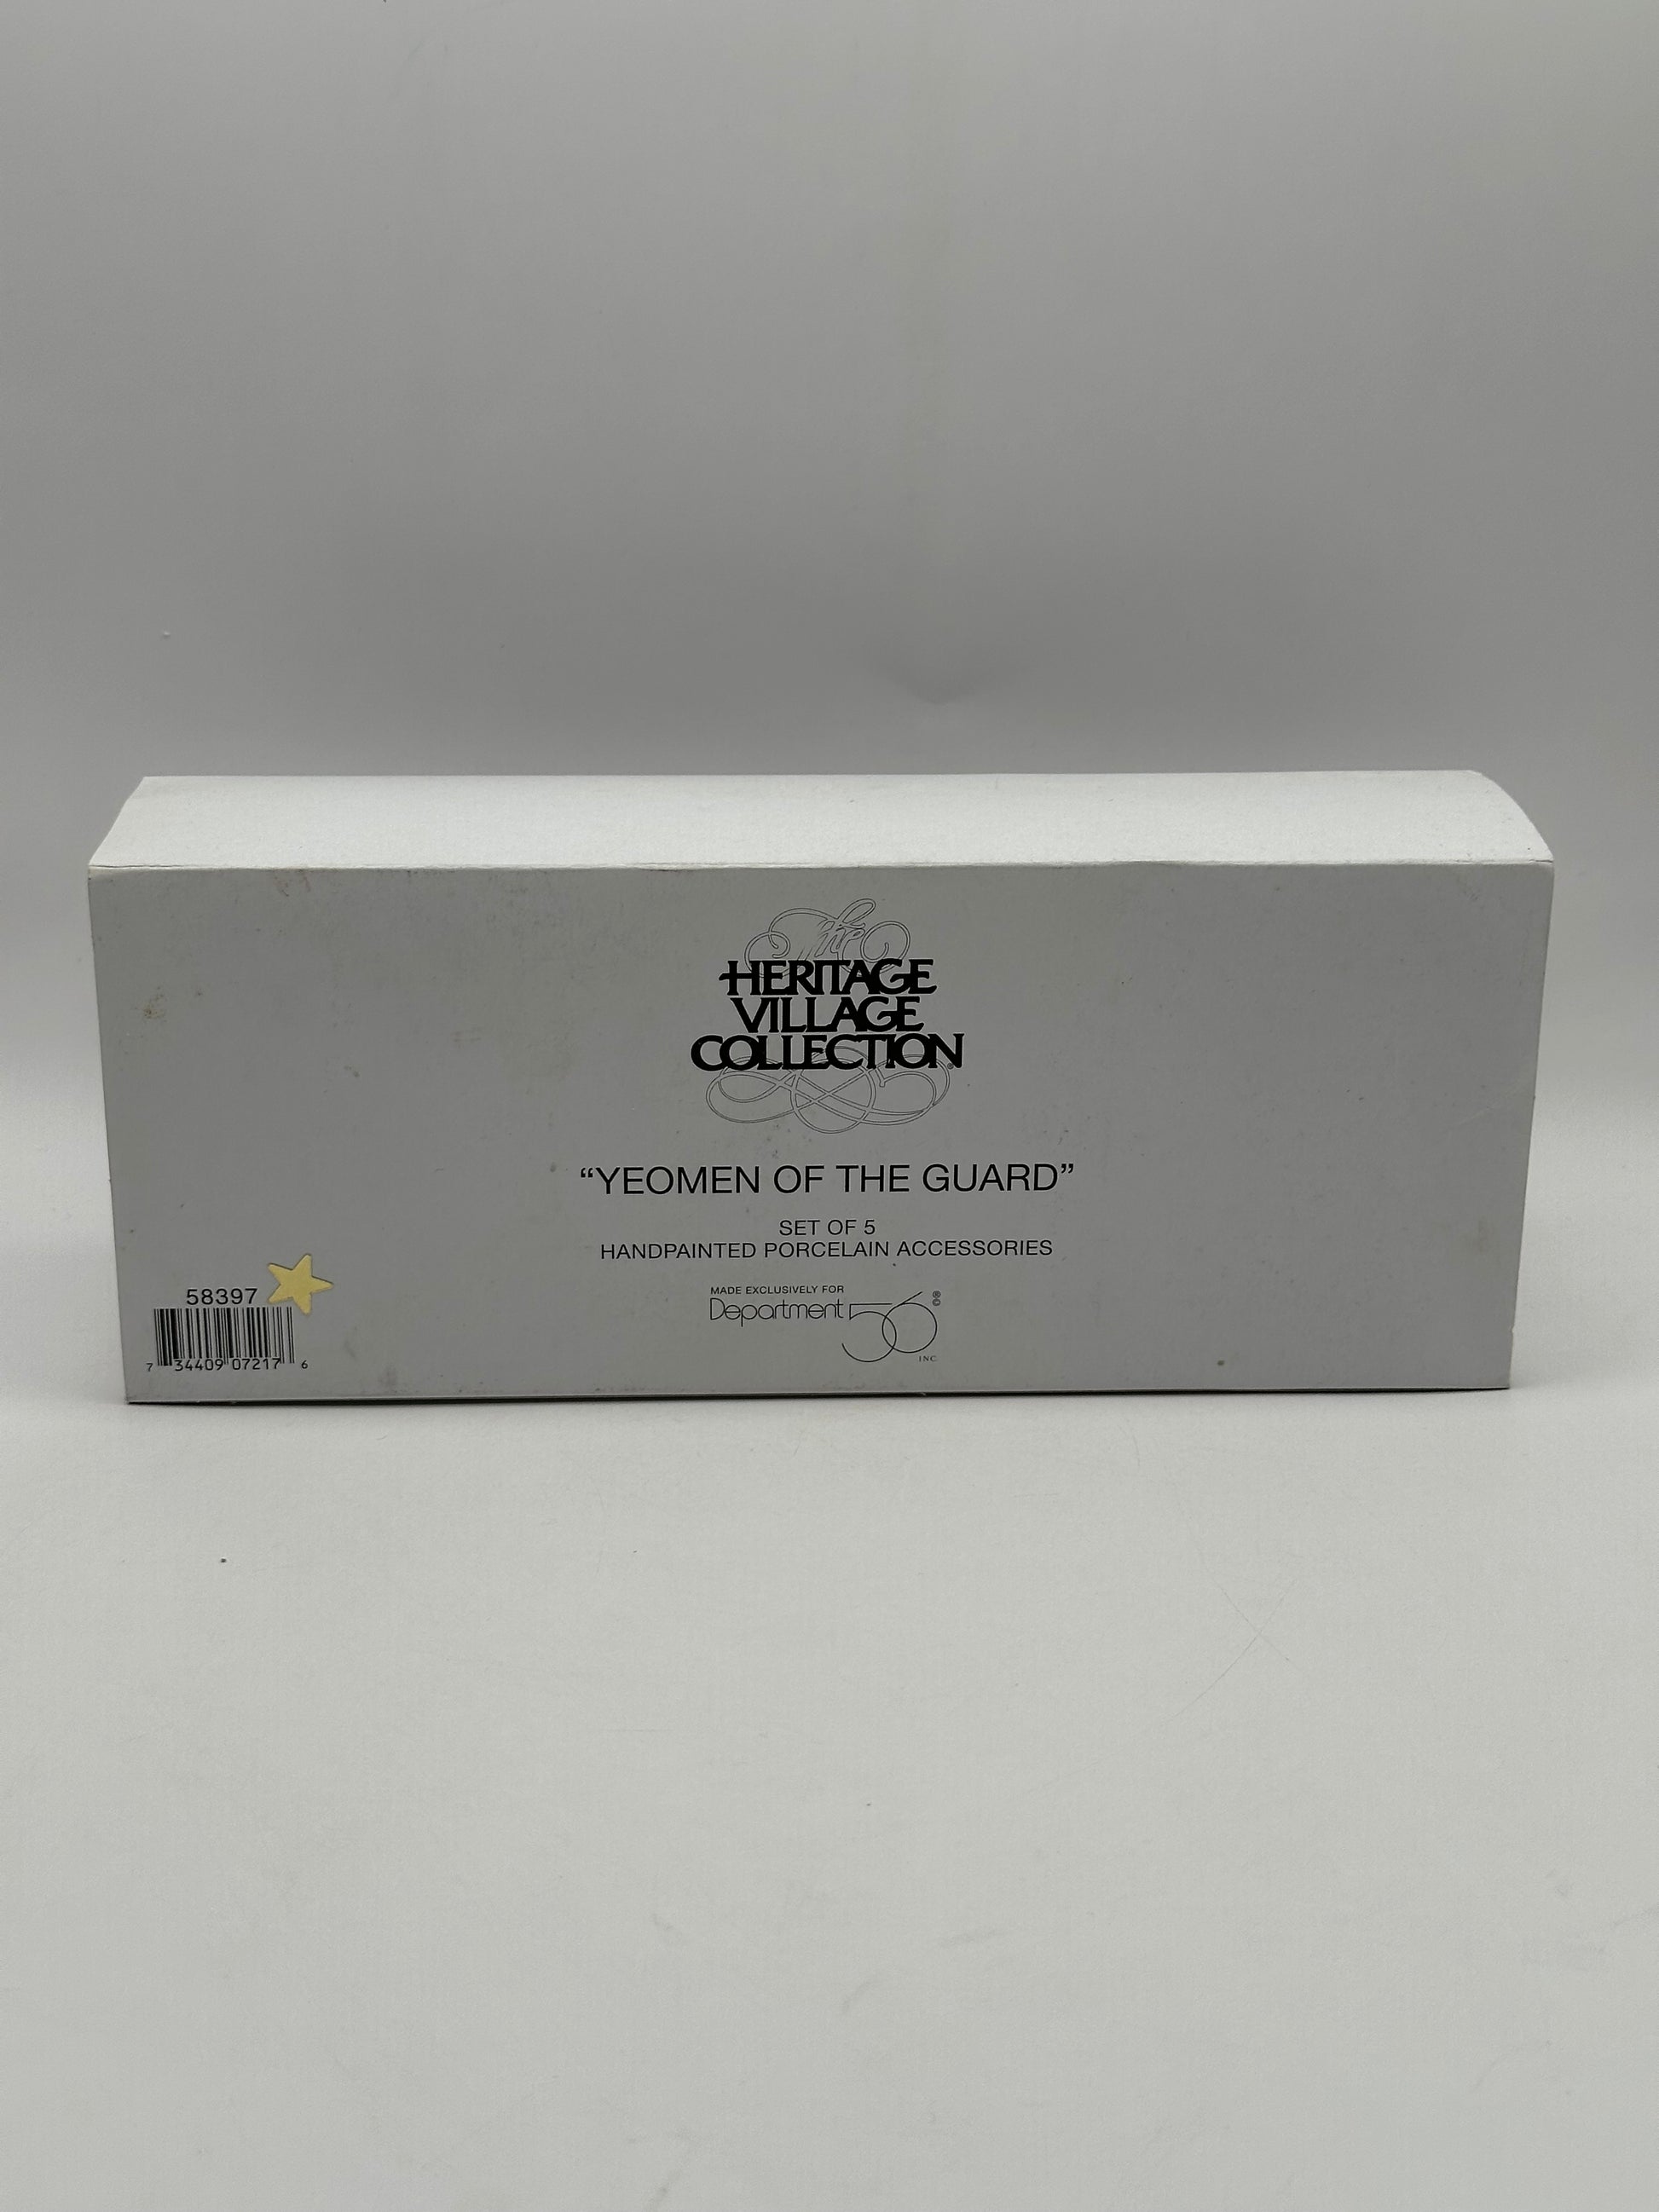 The
HERITAGE
VILLAGE
COLLECTION®
“YEOMEN OF THE GUARD”
SET OF 5
HANDPAINTED PORCELAIN ACCESSORIES
MADE EXCLUSIVELY FOR
Department 56 ® ©
INC.
58397
7 34409 07217 6